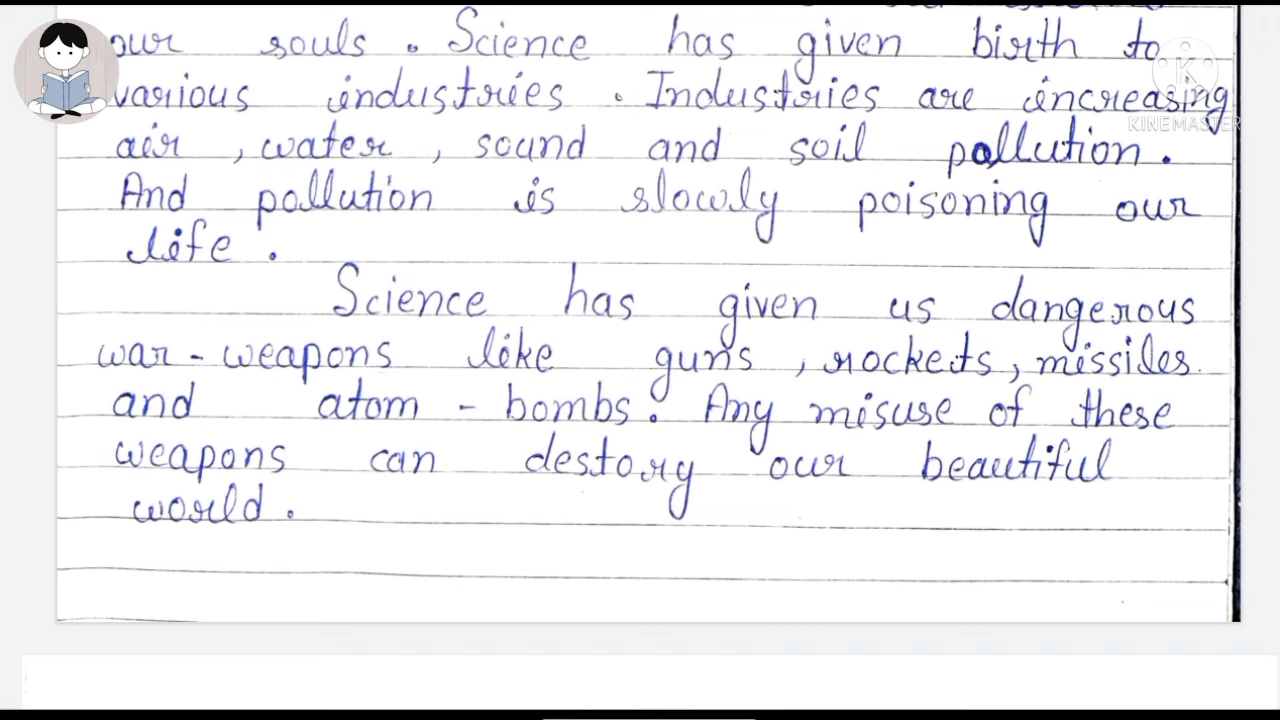 our souls. Science has given birth to
various industries. Industries are increasing
KINEMASTER
air, water, sound and soil pollution.
And pollution is slowly poisoning our
life.
Science has given us dangerous
war-weapons like guns, rockets, missiles
and atom-bombs. Any misuse of these
weapons can destory our beautiful
world.